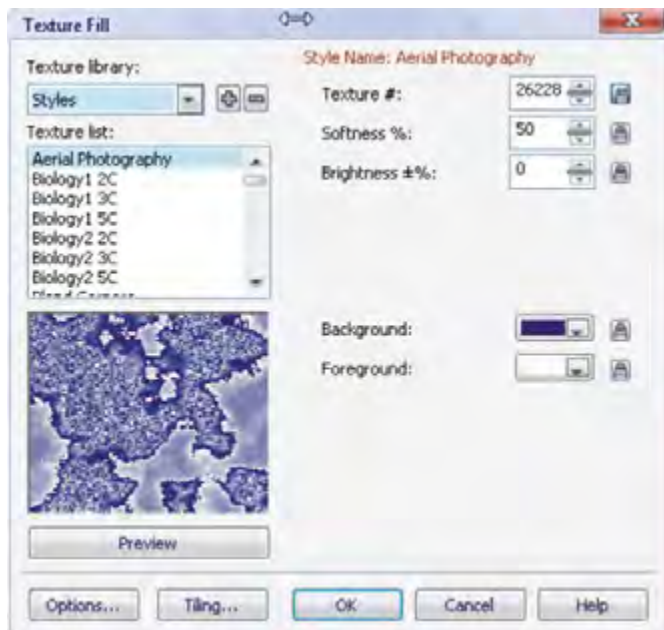 Texture Fill
Texture library:
Styles
Texture list:
Aerial Photography
Biology1 2C
Biology1 3C
Biology1 5C
Biology2 2C
Biology2 3C
Biology2 5C
Preview
Options...
Tiling...
Style Name: Aerial Photography
Texture #:
26228
Softness %:
50
Brightness ±%:
0
Background:
Foreground:
OK
Cancel
Help